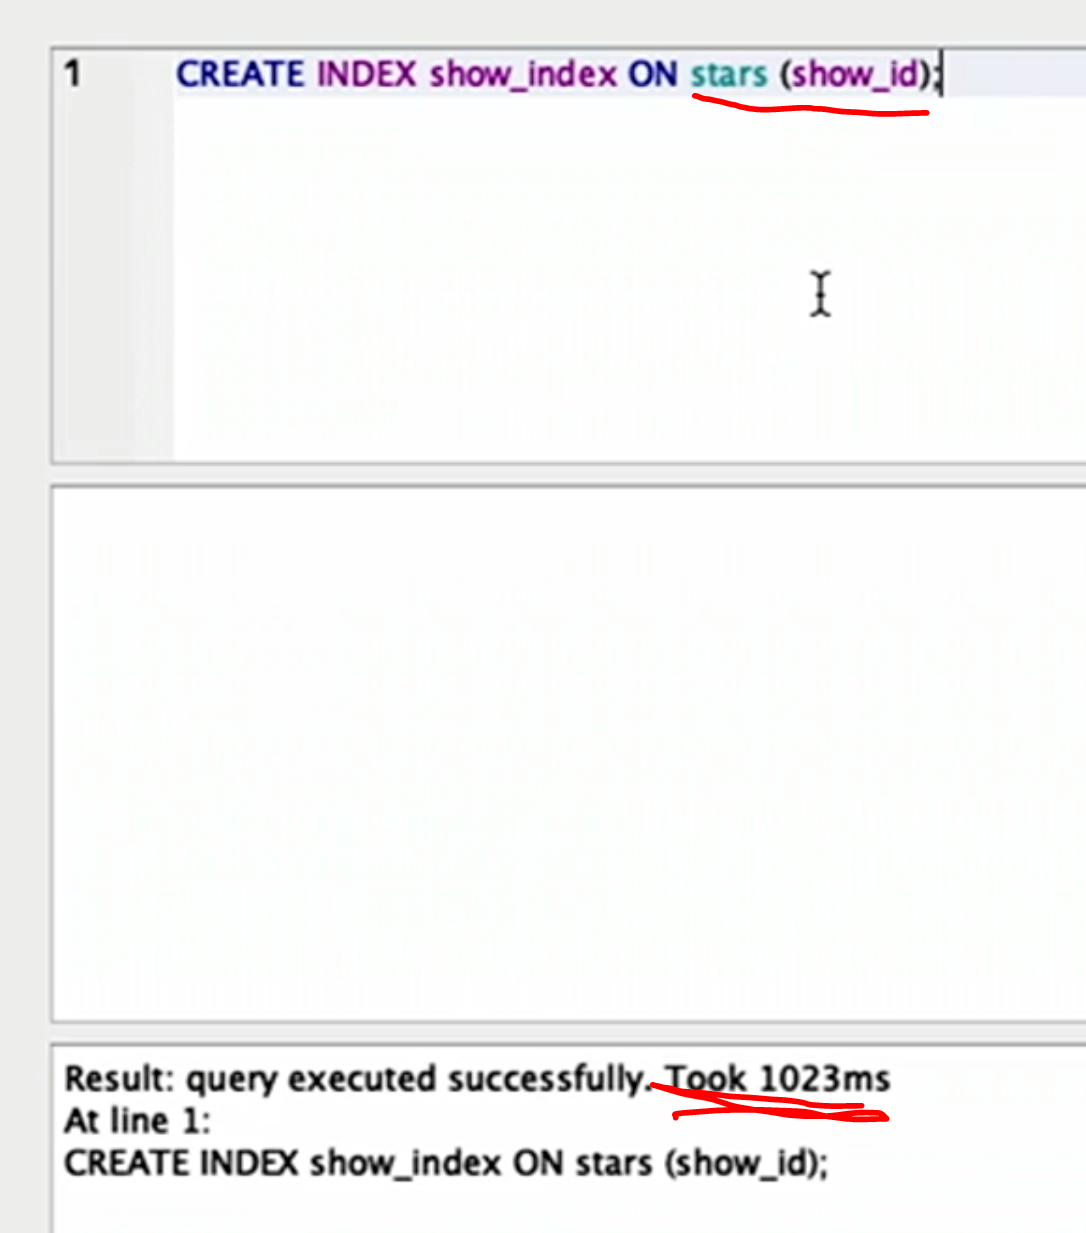 1 CREATE INDEX show_index ON stars (show_id);
Result: query executed successfully. Took 1023ms
At line 1:
CREATE INDEX show_index ON stars (show_id);